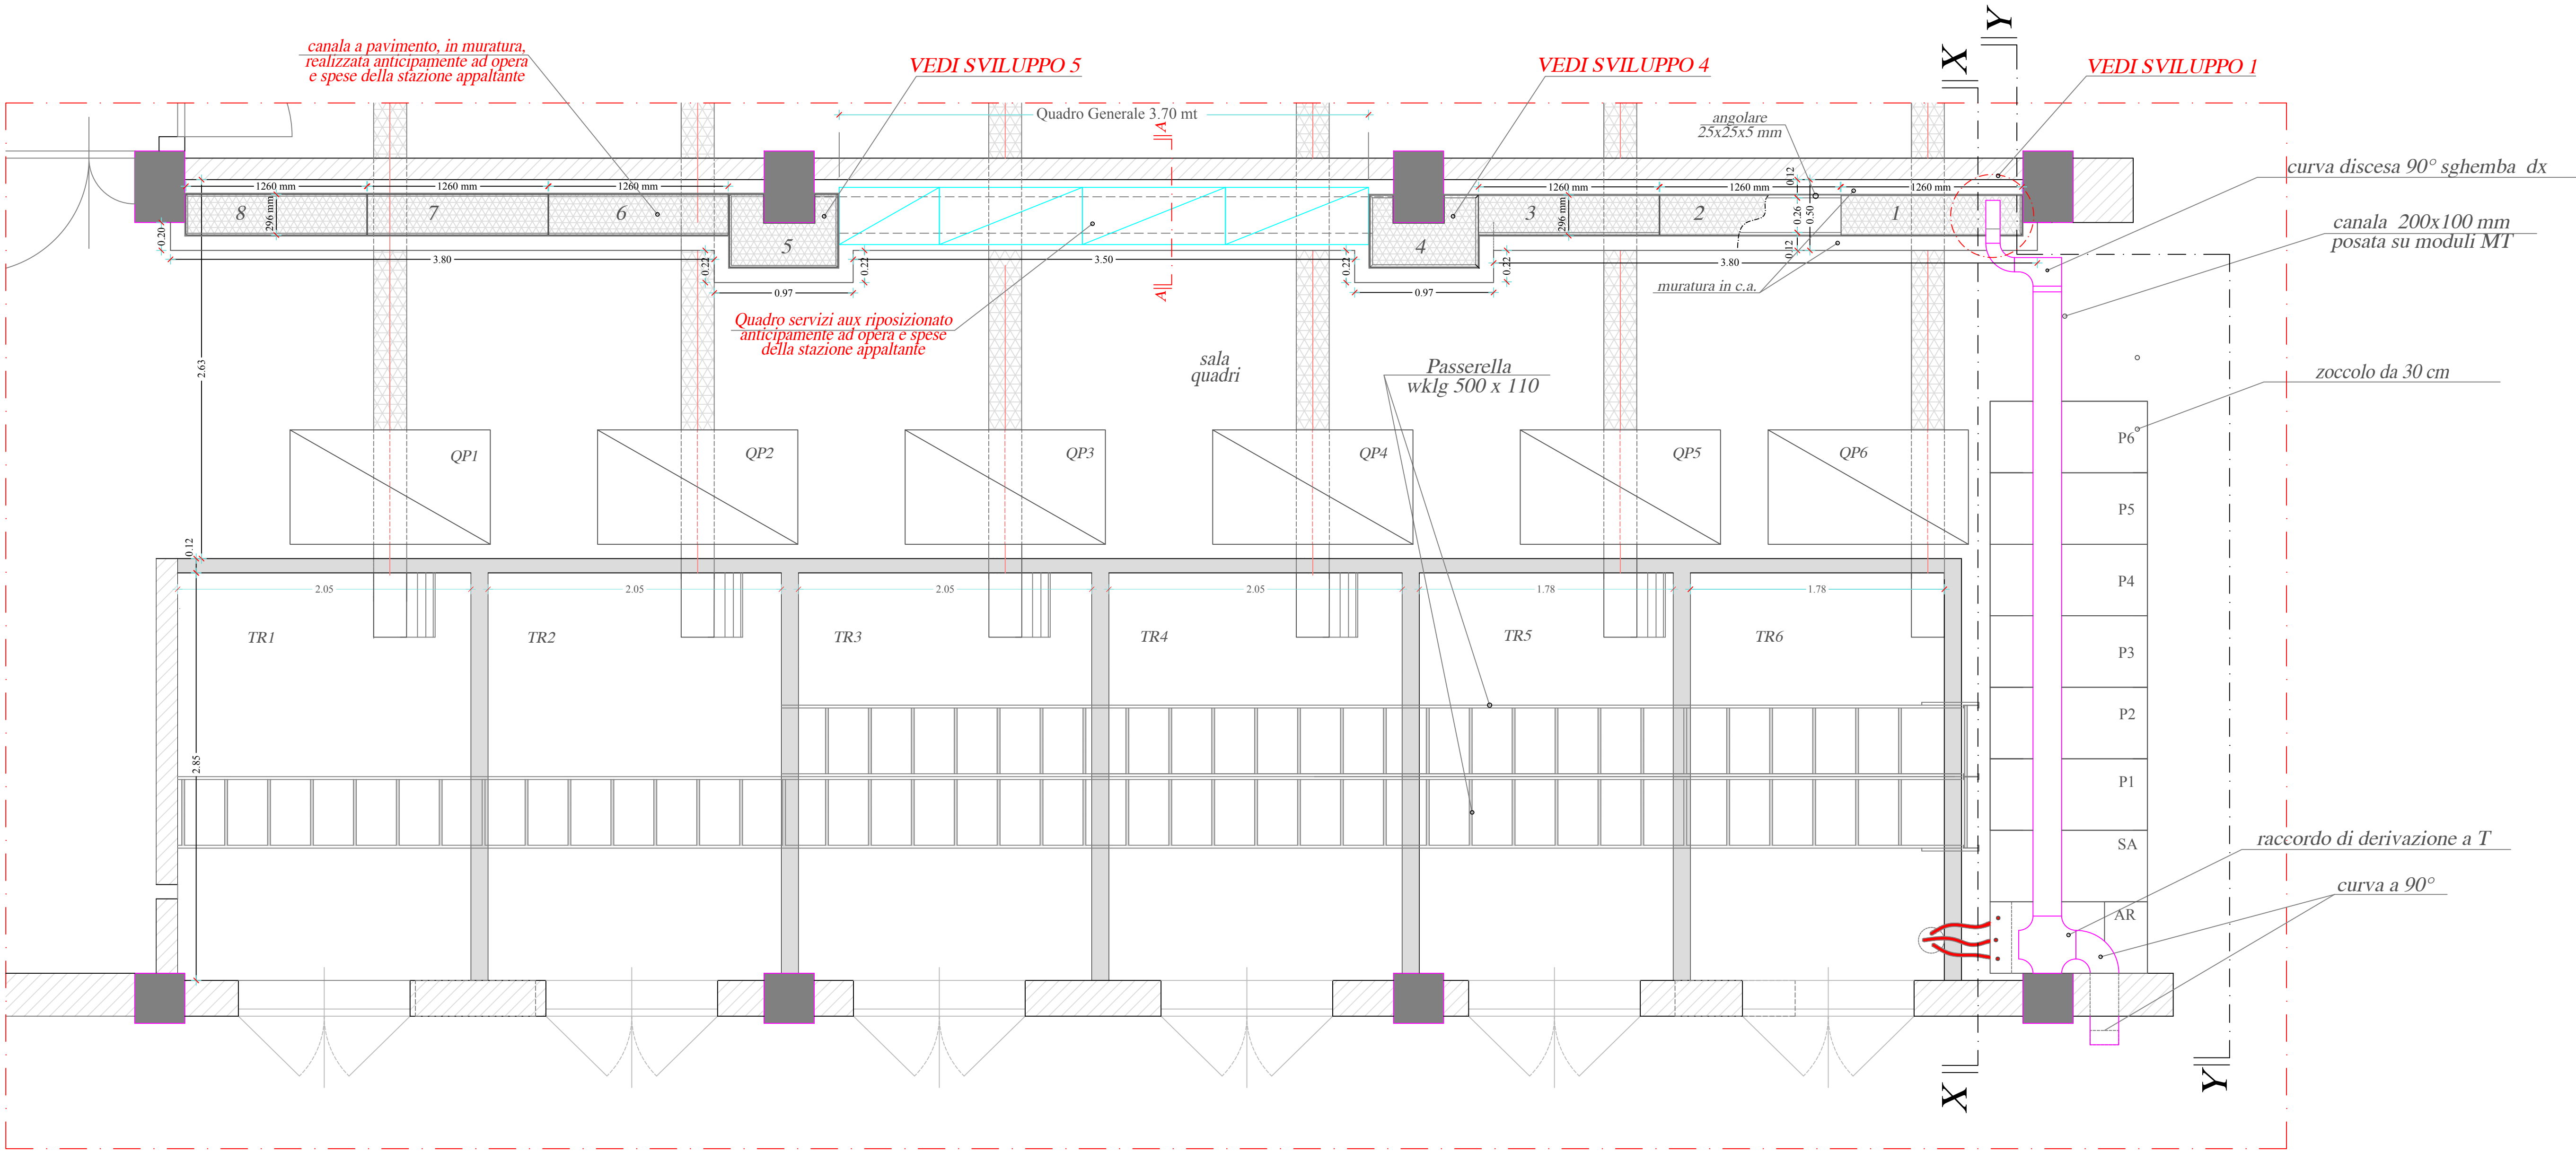 Y
X
canala a pavimento, in muratura,
realizzata anticipamente ad opera
e spese della stazione appaltante
VEDI SVILUPPO 5
VEDI SVILUPPO 4
VEDI SVILUPPO 1
Quadro Generale 3.70 mt
A
angolare
25x25x5 mm
curva discesa 90° sghemba  dx
1260 mm
1260 mm
1260 mm
1260 mm
1260 mm
1260 mm
0.12
8
296 mm
7
6
5
4
3
296 mm
2
0.26
0.50
1
0.12
canala  200x100 mm
posata su moduli MT
0.20
3.80
0.22
0.97
0.22
3.50
0.22
0.97
0.22
3.80
A
muratura in c.a.
Quadro servizi aux riposizionato
anticipamente ad opera e spese
della stazione appaltante
2.63
sala
quadri
Passerella
wklg 500 x 110
zoccolo da 30 cm
QP1
QP2
QP3
QP4
QP5
QP6
P6
P5
P4
P3
P2
P1
SA
AR
0.12
2.05
2.05
2.05
2.05
1.78
1.78
TR1
TR2
TR3
TR4
TR5
TR6
2.85
raccordo di derivazione a T
curva a 90°
X
Y